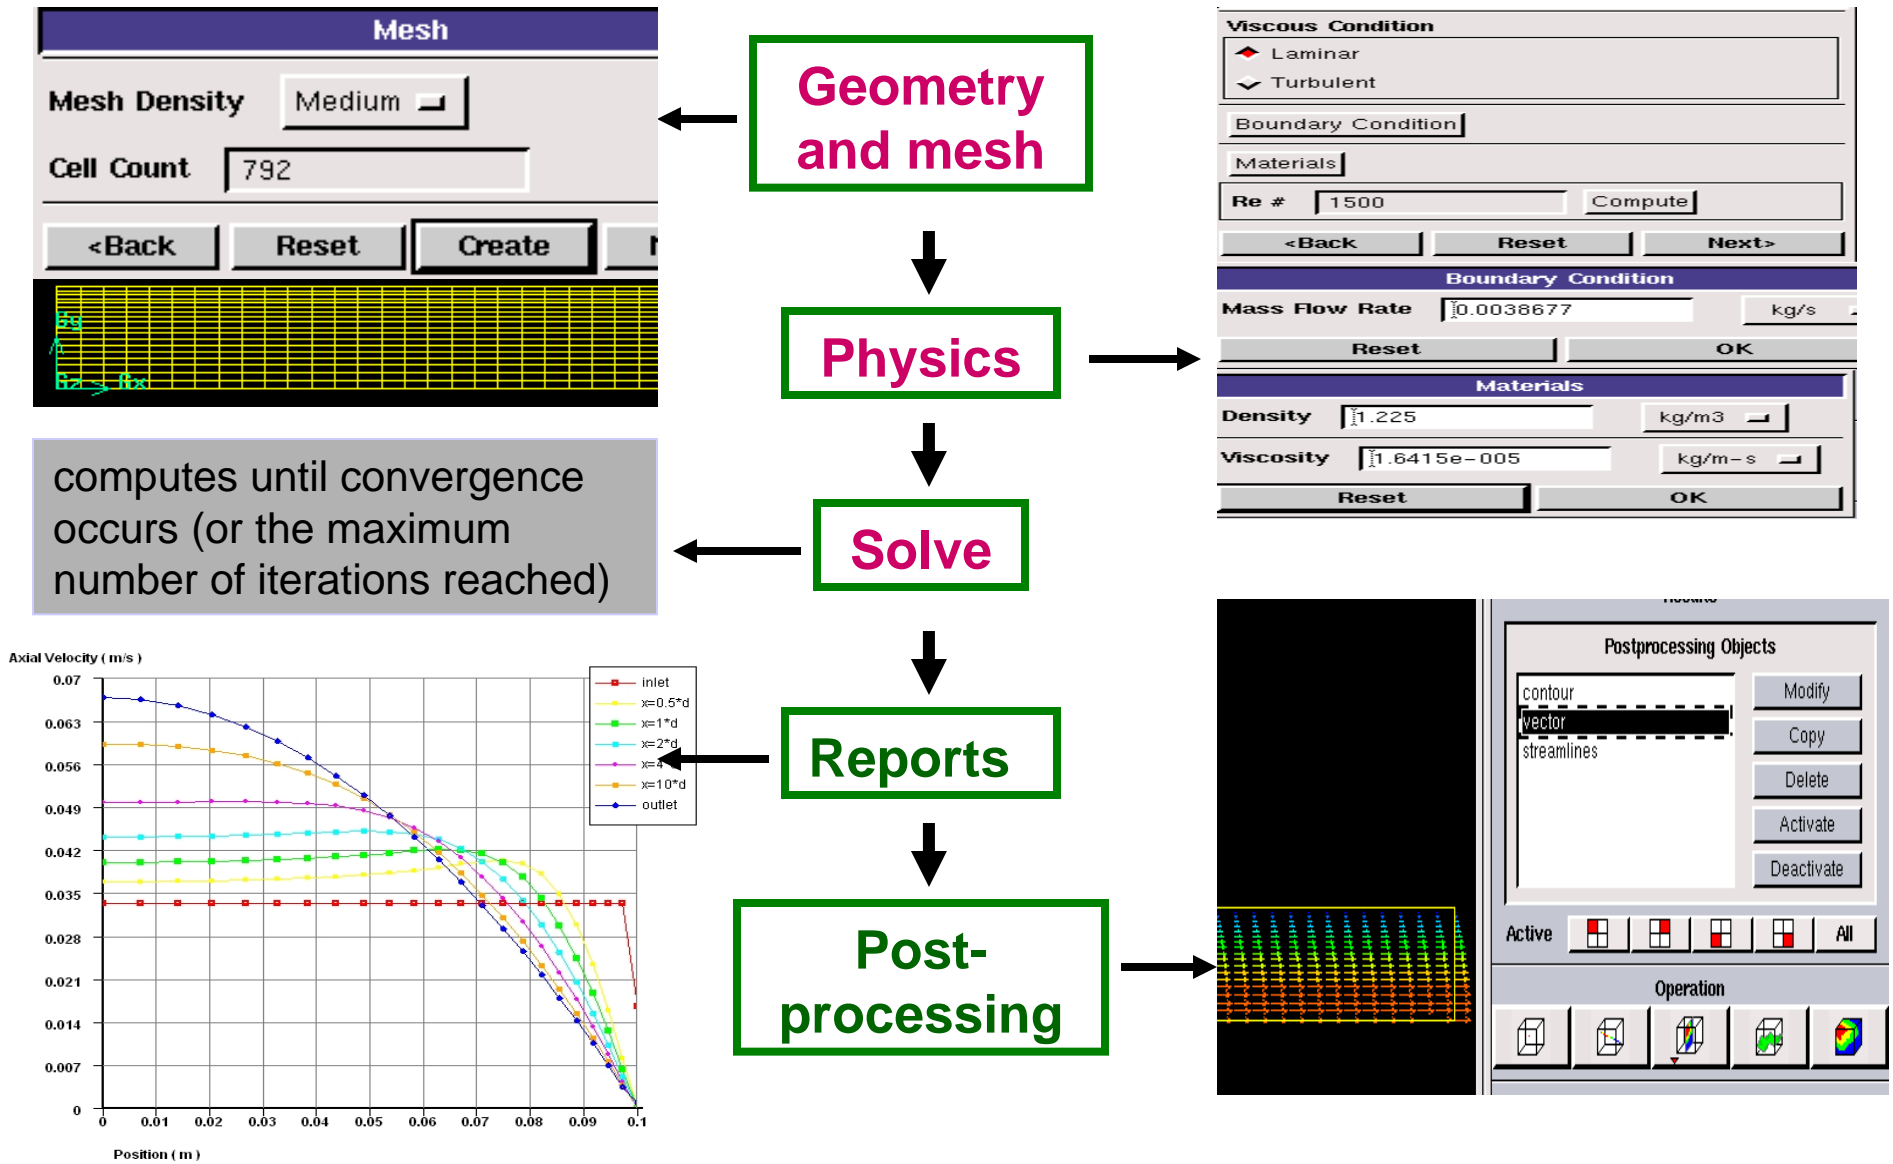 Mesh
Mesh Density Medium
Cell Count 792
<Back Reset Create
Gy
Gz Gx
Geometry
and mesh
Viscous Condition
Laminar
Turbulent
Boundary Condition
Materials
Re # 1500 Compute
<Back Reset Next>
Boundary Condition
Mass Flow Rate 0.0038677 kg/s
Reset OK
Materials
Density 1.225 kg/m3
Viscosity 1.6415e-005 kg/m-s
Reset OK
Physics
computes until convergence
occurs (or the maximum
number of iterations reached)
Solve
Axial Velocity ( m/s )
0.07
0.063
0.056
0.049
0.042
0.035
0.028
0.021
0.014
0.007
0
0 0.01 0.02 0.03 0.04 0.05 0.06 0.07 0.08 0.09 0.1
Position ( m )
inlet
x=0.5*d
x=1*d
x=2*d
x=4*d
x=10*d
outlet
Reports
Results
Postprocessing Objects
contour
vector
streamlines
Modify
Copy
Delete
Activate
Deactivate
Active All
Operation
Post-
processing